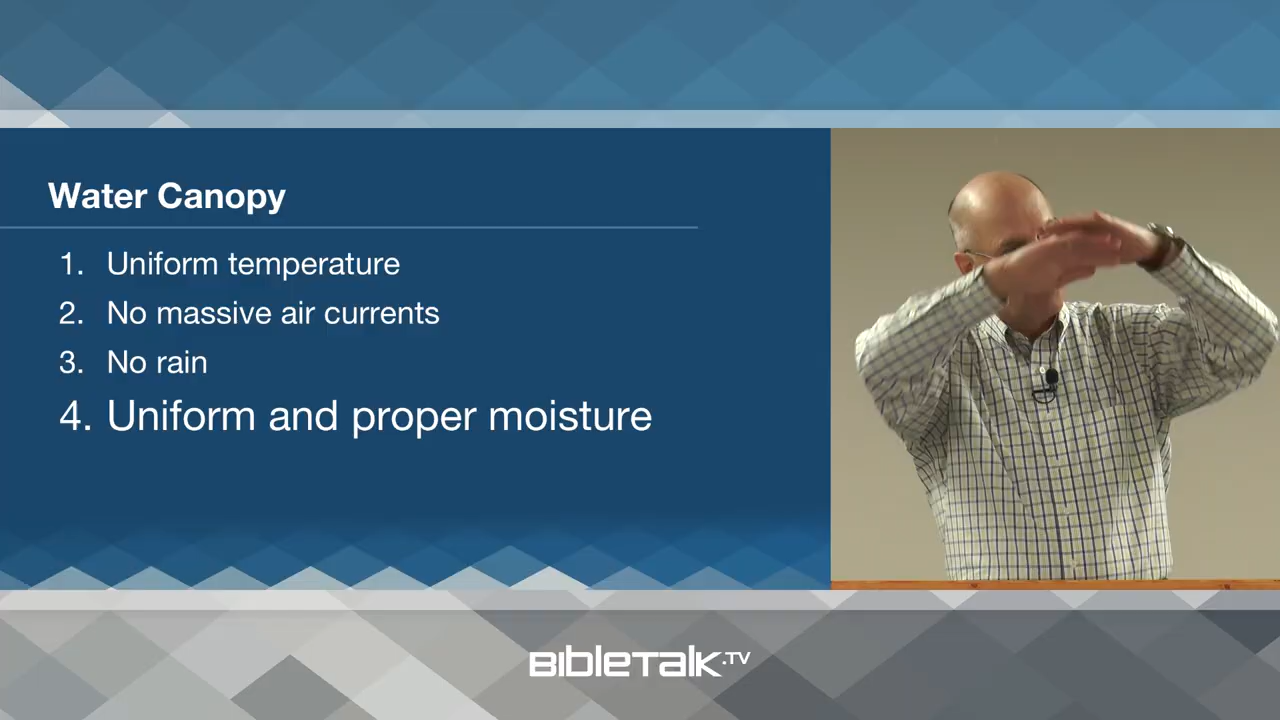 Water Canopy
1. Uniform temperature
2. No massive air currents
3. No rain
4. Uniform and proper moisture
BIBLETALK.TV